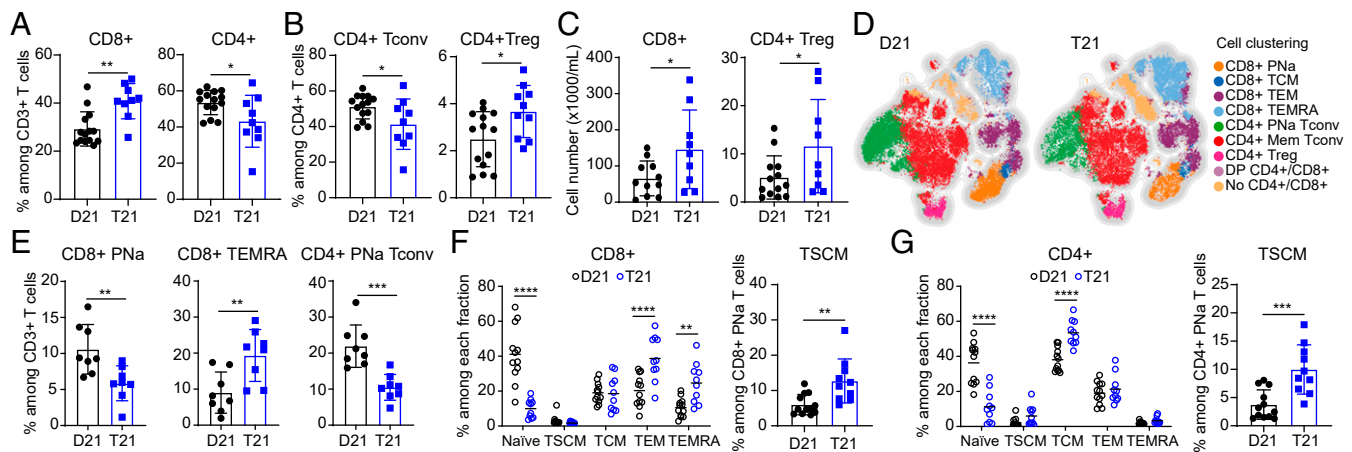 A
CD8+
CD4+
% among CD3+ T cells
80
60
40
20
0
**
D21 T21
80
60
40
20
0
*
D21 T21
B
CD4+ Tconv
CD4+Treg
% among CD4+ T cells
80
60
40
20
0
*
D21 T21
6
4
2
0
*
D21 T21
C
CD8+
CD4+ Treg
Cell number (x1000/mL)
400
300
200
150
100
50
0
*
D21 T21
30
20
10
0
*
D21 T21
D
D21
T21
Cell clustering
CD8+ PNa
CD8+ TCM
CD8+ TEM
CD8+ TEMRA
CD4+ PNa Tconv
CD4+ Mem Tconv
CD4+ Treg
DP CD4+/CD8+
No CD4+/CD8+
E
CD8+ PNa
CD8+ TEMRA
CD4+ PNa Tconv
% among CD3+ T cells
20
15
10
5
0
**
D21 T21
40
30
20
10
0
**
D21 T21
40
30
20
10
0
***
D21 T21
F
CD8+
D21 T21
% among each fraction
80
60
40
20
0
****
****
**
Naïve TSCM TCM TEM TEMRA
TSCM
% among CD8+ PNa T cells
40
30
20
10
0
**
D21 T21
G
CD4+
D21 T21
% among each fraction
80
60
40
20
0
****
****
Naïve TSCM TCM TEM TEMRA
TSCM
% among CD4+ PNa T cells
25
20
15
10
5
0
***
D21 T21